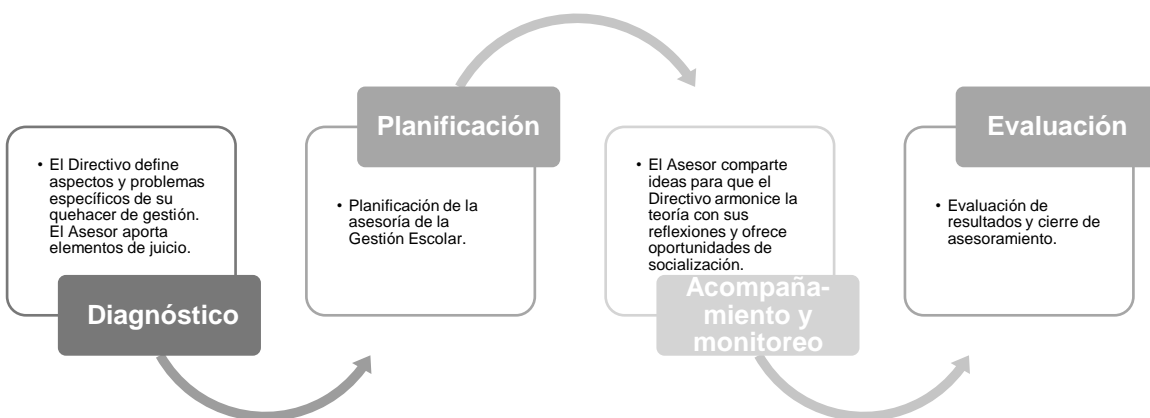 • El Directivo define
aspectos y problemas
específicos de su
quehacer de gestión.
El Asesor aporta
elementos de juicio.
Diagnóstico
Planificación
• Planificación de la
asesoría de la
Gestión Escolar.
• El Asesor comparte
ideas para que el
Directivo armonice la
teoría con sus
reflexiones y ofrece
oportunidades de
socialización.
Acompaña-
miento y
monitoreo
Evaluación
• Evaluación de
resultados y cierre de
asesoramiento.